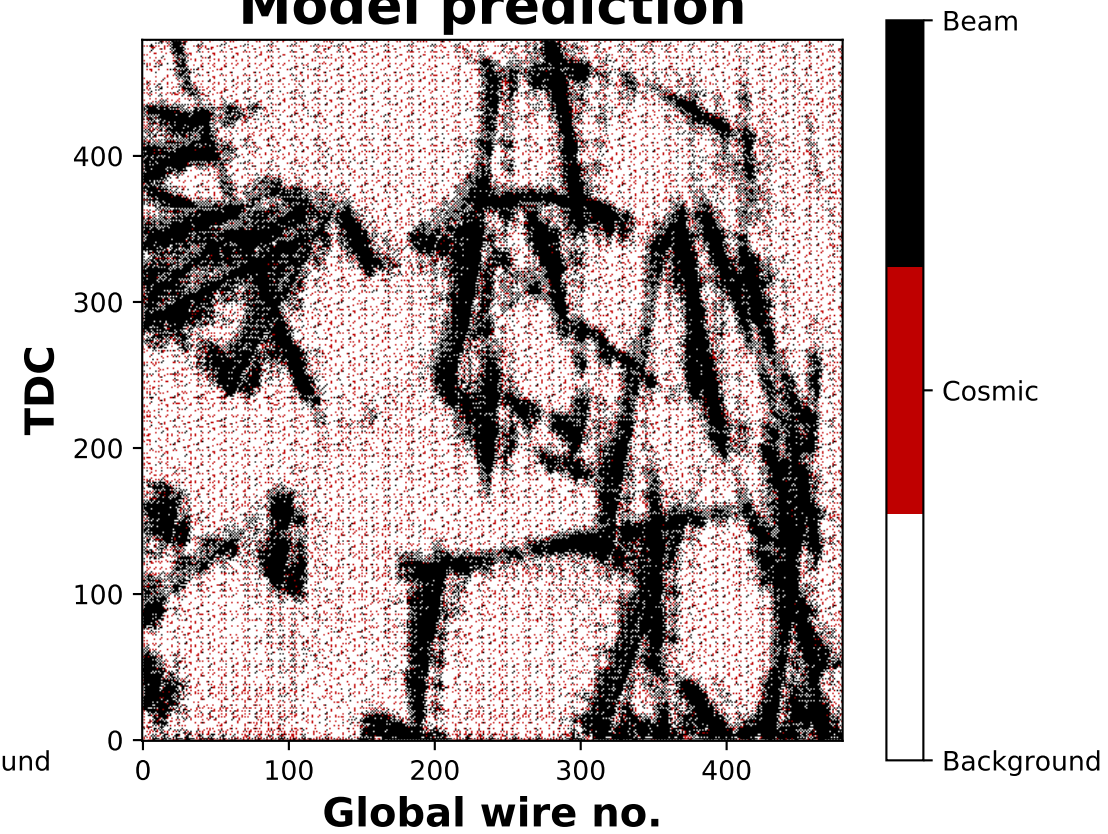 Model prediction
Beam
400
300
TDC
Cosmic
200
100
0
und
Background
0 100 200 300 400
Global wire no.